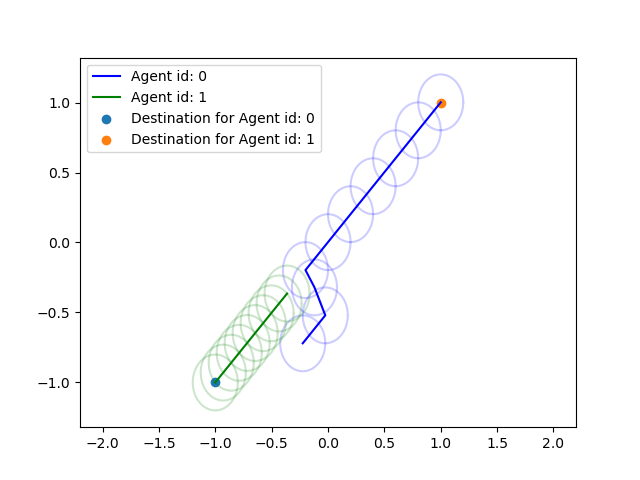 Agent id: 0
Agent id: 1
Destination for Agent id: 0
Destination for Agent id: 1
1.0
0.5
0.0
−0.5
−1.0
−2.0 −1.5 −1.0 −0.5 0.0 0.5 1.0 1.5 2.0